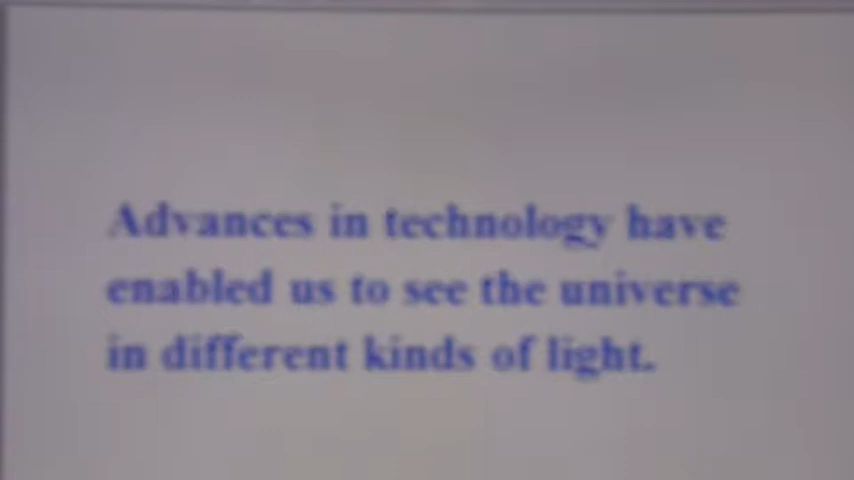 Advances in technology have
enabled us to see the universe
in different kinds of light.